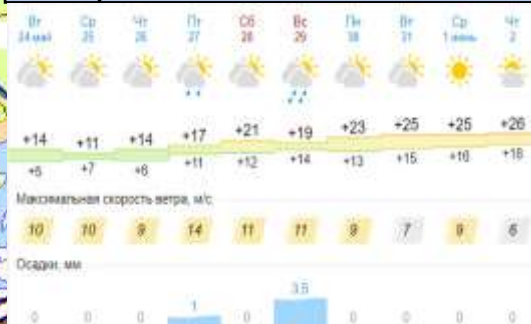 Вт Ср Чт Пт Сб Вс Пн Вт Ср Чт
24 май 25 26 27 28 29 30 31 1 июнь 2
+14 +11 +14 +17 +21 +19 +23 +25 +25 +26
+5 +7 +6 +11 +12 +14 +13 +15 +16 +18
Максимальная скорость ветра, м/с
10 10 9 14 11 11 9 7 9 6
Осадки, мм
0 0 0 1 0 3.5 0 0 0 0